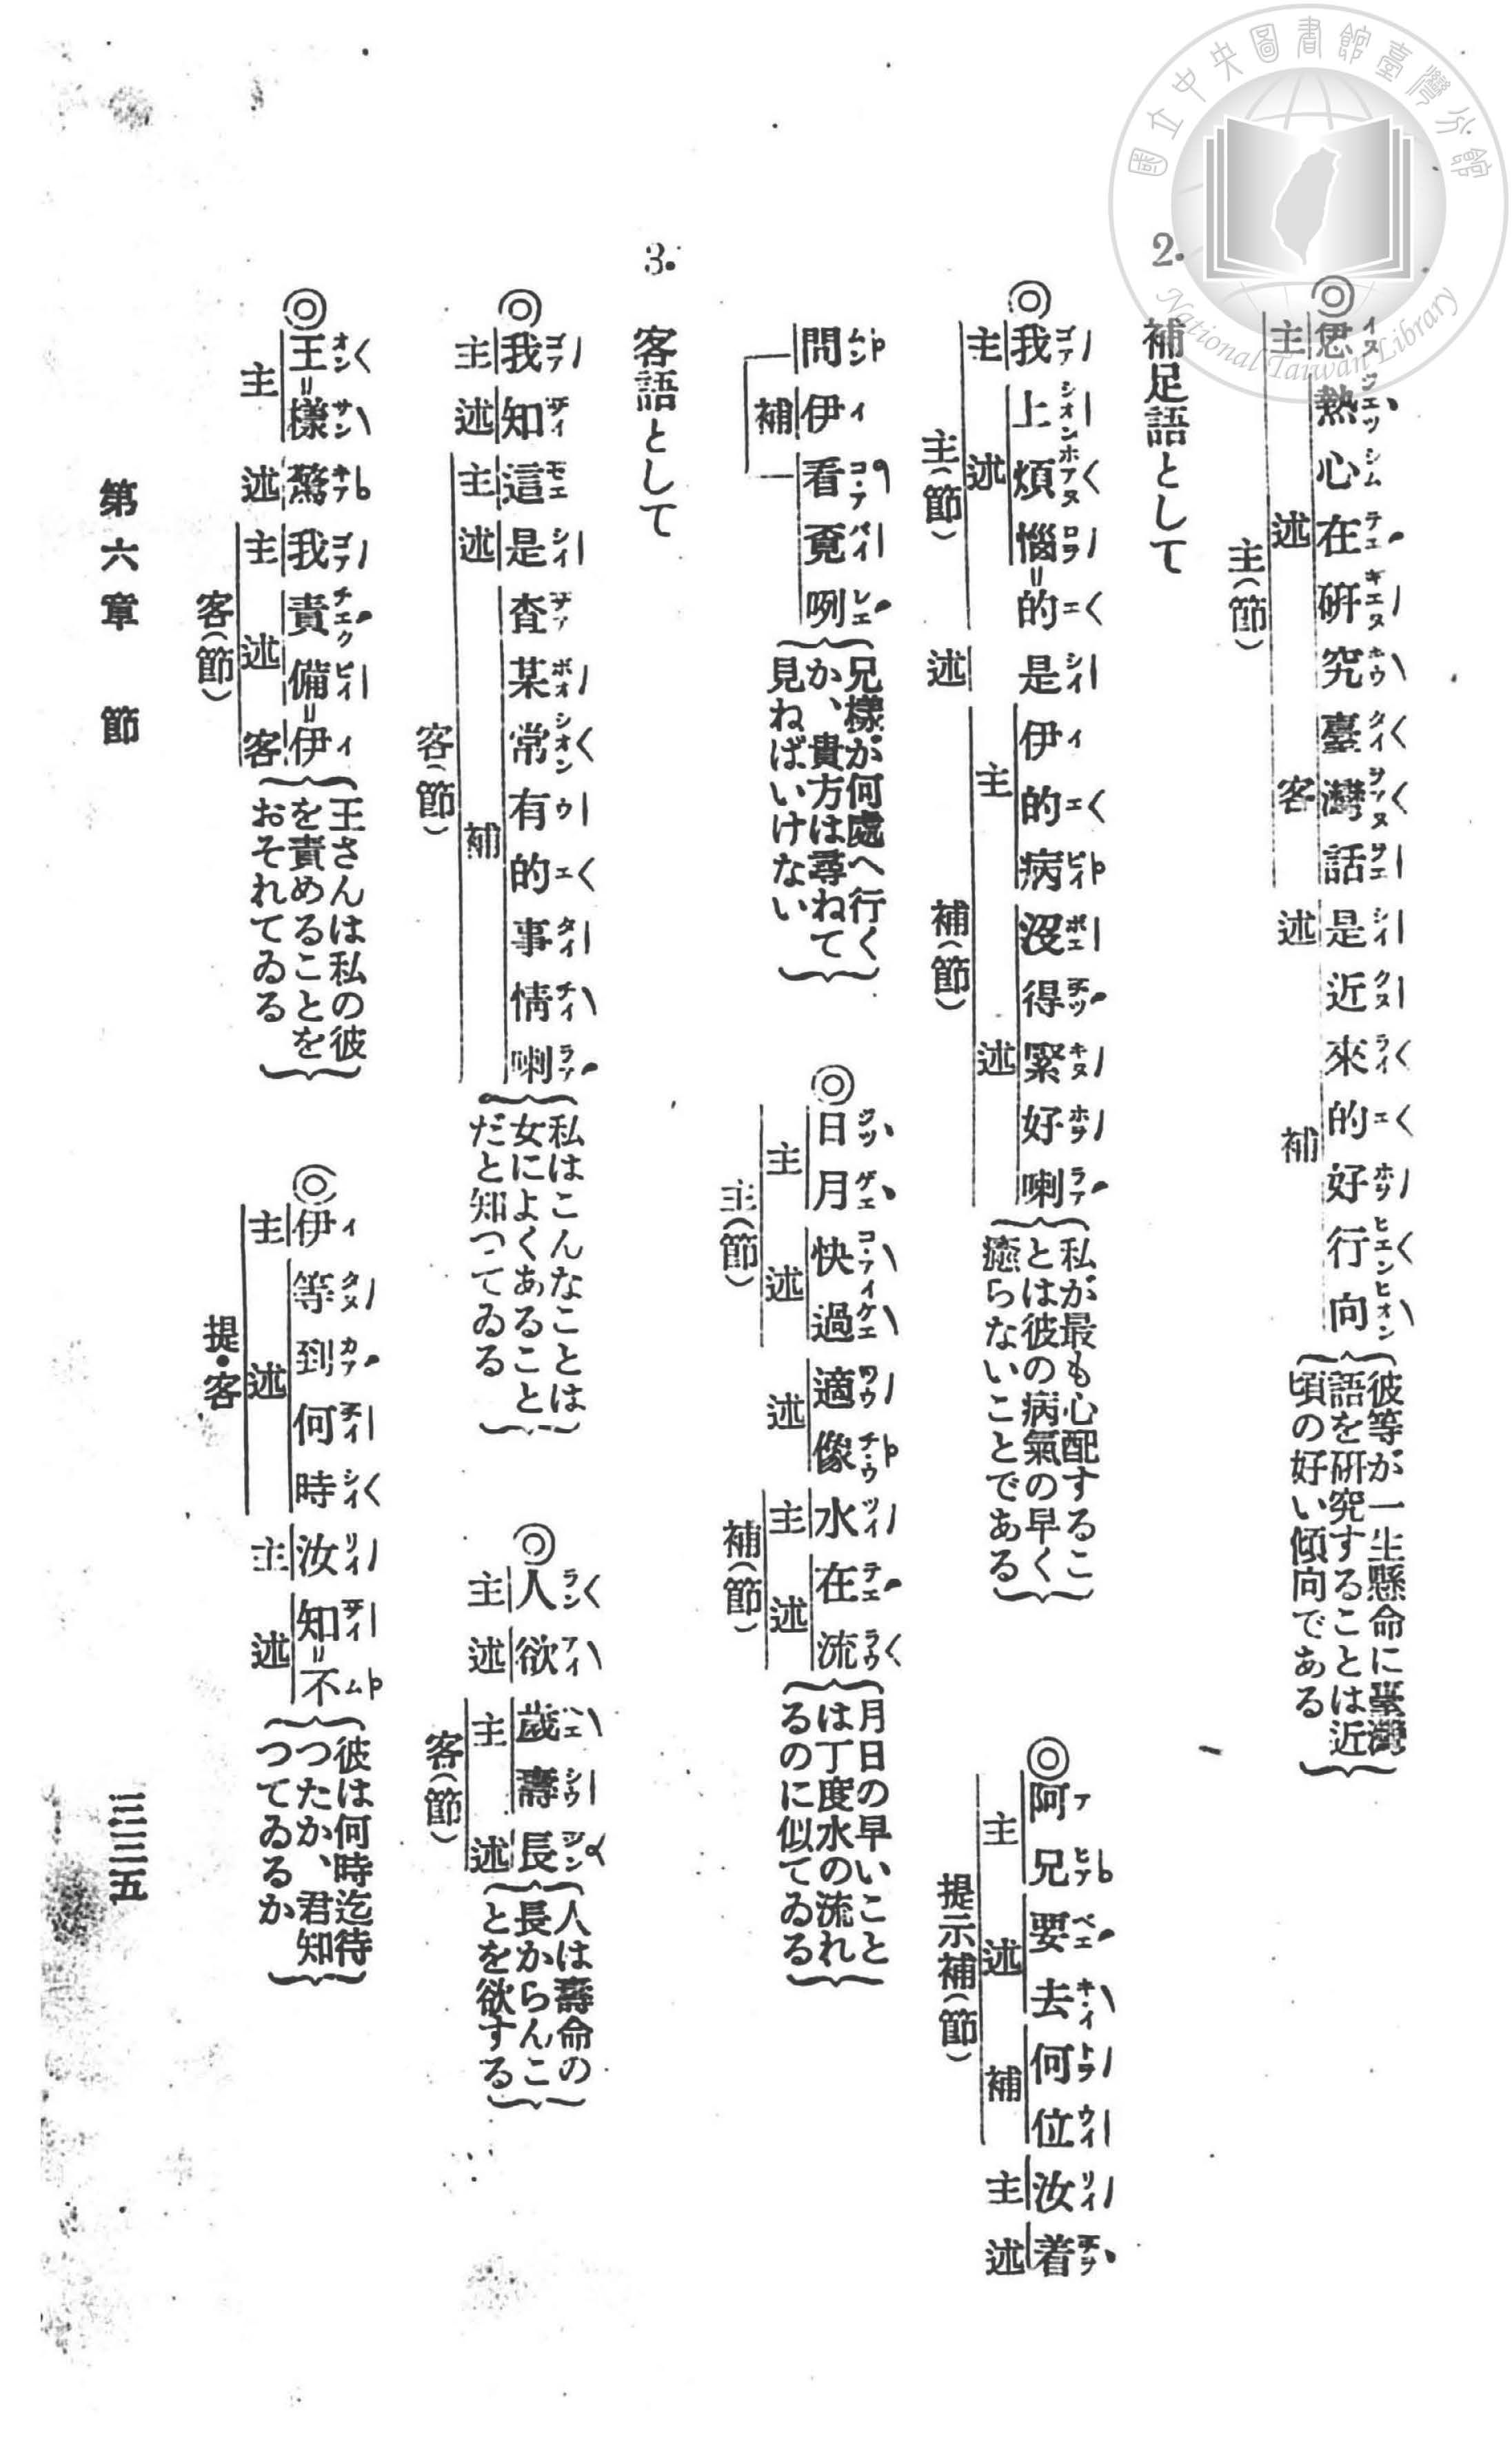 國立中央圖書館臺灣分館
National Taiwan Library
◎恁熱心在研究臺灣話是近來的好行向{彼等が一生懸命に臺灣語を研究することは近頃の好い傾向である}
主 述 客 述 補
主(節)
2. 補足語として
◎我上煩惱=的是伊的病沒得緊好喇{私が最も心配することは彼の病氣の早く癒らないことである}
主 述 述 主 述
主(節) 補(節)
◎阿兄要去何位汝着
主 述 補 主 述
提示補(節)
問伊看覔咧{兄樣が何處へ行くか、貴方は尋ねて見ねばいけない}
補
◎日月快過適像水在流{月日の早いことは丁度水の流れるのに似てゐる}
主 述 述 主 述
主(節) 補(節)
3. 客語として
◎我知這是查某常有的事情喇{私はこんなことは女によくあることだと知つてゐる}
主 述 主 述 補
客(節)
◎人欲歲壽長{人は壽命の長からんことを欲する}
主 述 主 述
客(節)
◎王=樣驚我責備=伊{王さんは私の彼を責めることをおそれてゐる}
主 述 主 述 客
客(節)
◎伊等到何時汝知=不{彼は何時迄待つたか、君知つてゐるか}
主 述 主 述
提・客
第六章 節
三三五